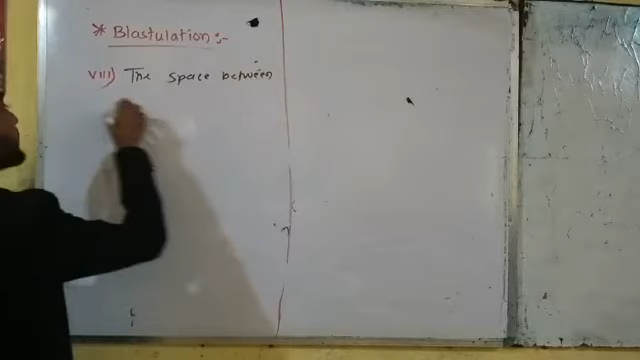 * Blastulation :-
viii) The space between